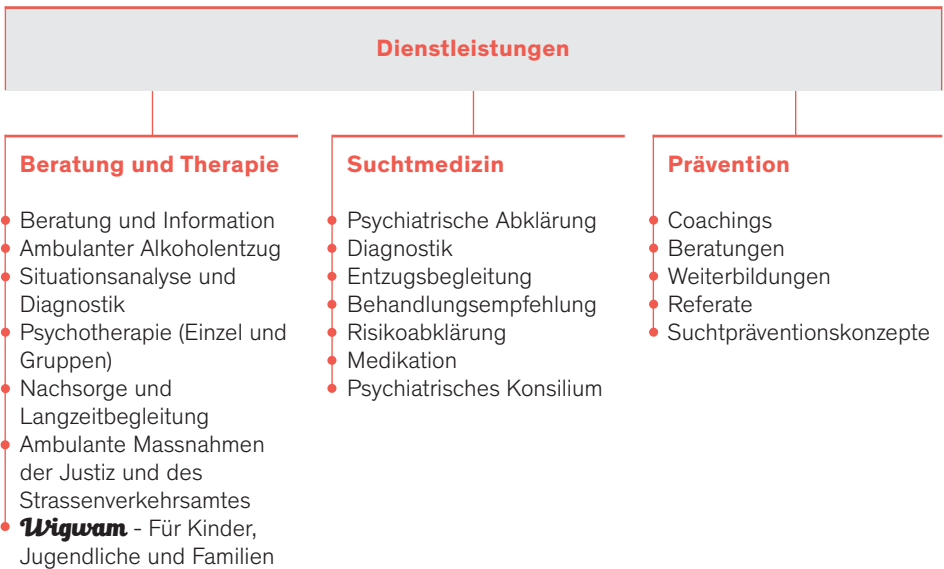 Dienstleistungen
Beratung und Therapie
Beratung und Information
Ambulanter Alkoholentzug
Situationsanalyse und
Diagnostik
Psychotherapie (Einzel und
Gruppen)
Nachsorge und
Langzeitbegleitung
Ambulante Massnahmen
der Justiz und des
Strassenverkehrsamtes
Wigwam - Für Kinder,
Jugendliche und Familien
Suchtmedizin
Psychiatrische Abklärung
Diagnostik
Entzugsbegleitung
Behandlungsempfehlung
Risikoabklärung
Medikation
Psychiatrisches Konsilium
Prävention
Coachings
Beratungen
Weiterbildungen
Referate
Suchtpräventionskonzepte